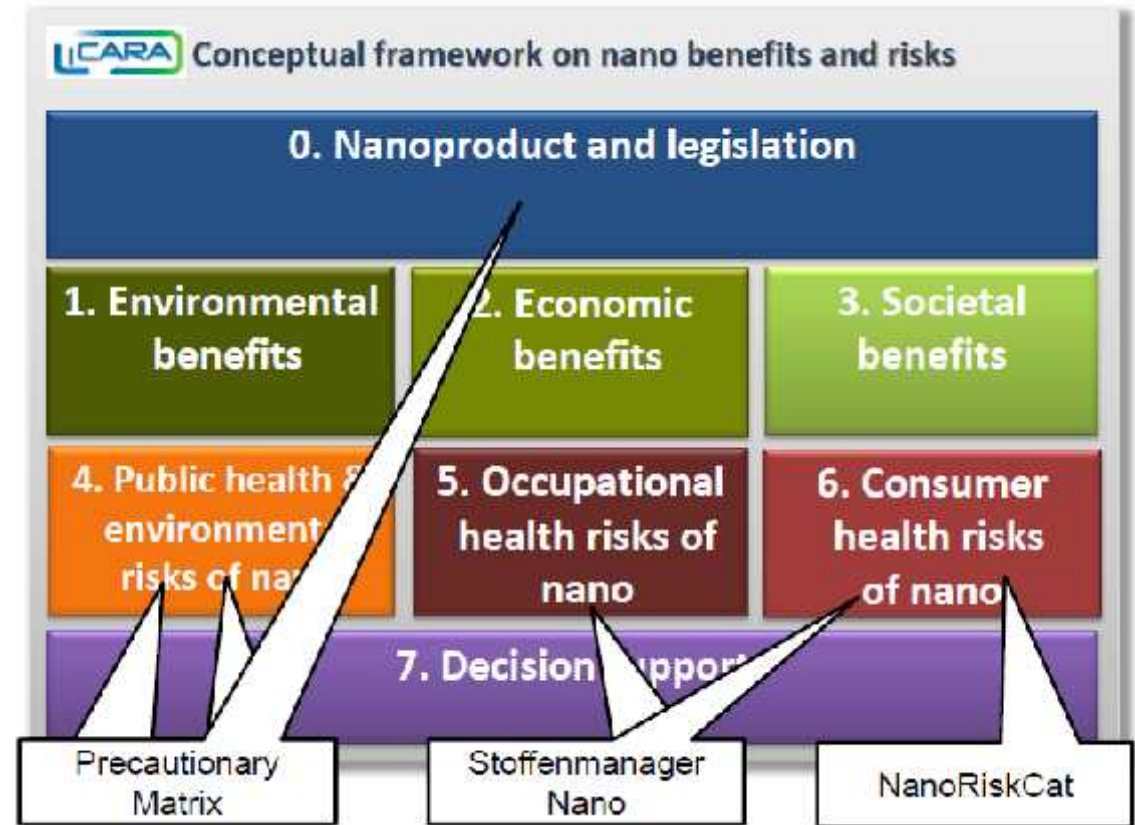 LICARA Conceptual framework on nano benefits and risks
0. Nanoproduct and legislation
1. Environmental
benefits
2. Economic
benefits
3. Societal
benefits
4. Public health &
environment
risks of na
5. Occupational
health risks of
nano
6. Consumer
health risks
of nano
7. Decision support
Precautionary
Matrix
Stoffenmanager
Nano
NanoRiskCat